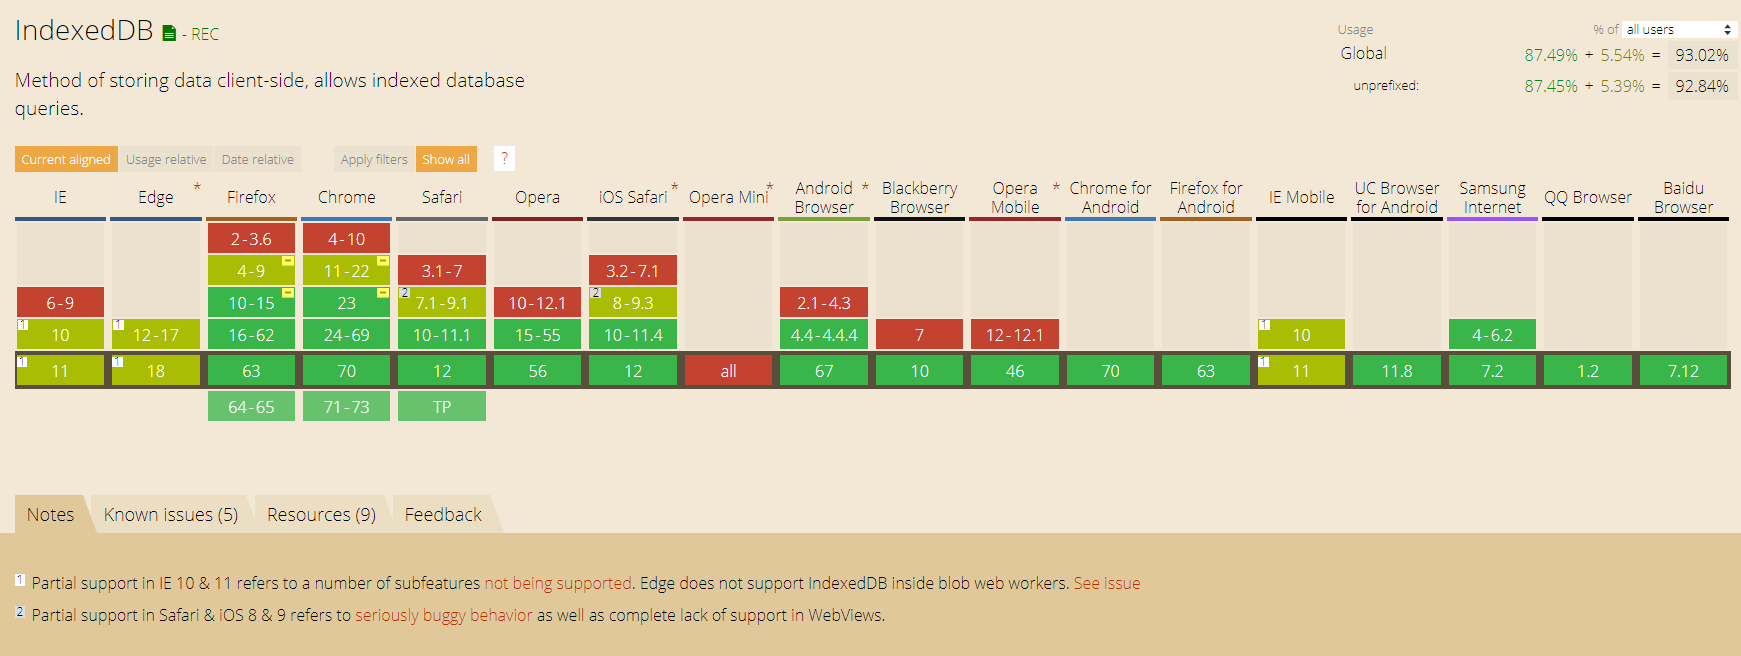 IndexedDB - REC
Usage % of all users
Global 87.49% + 5.54% = 93.02%
unprefixed: 87.45% + 5.39% = 92.84%
Method of storing data client-side, allows indexed database
queries.
Current aligned Usage relative Date relative Apply filters Show all ?
IE Edge * Firefox Chrome Safari Opera iOS Safari * Opera Mini * Android Browser * Blackberry Browser Opera Mobile * Chrome for Android Firefox for Android IE Mobile UC Browser for Android Samsung Internet QQ Browser Baidu Browser
2-3.6 4-10
4-9 11-22 3.1-7 3.2-7.1
6-9 10-15 23 2 7.1-9.1 10-12.1 2 8-9.3 2.1-4.3
1 10 1 12-17 16-62 24-69 10-11.1 15-55 10-11.4 4.4-4.4.4 7 12-12.1 1 10 4-6.2
1 11 1 18 63 70 12 56 12 all 67 10 46 70 63 1 11 11.8 7.2 1.2 7.12
64-65 71-73 TP
Notes Known issues (5) Resources (9) Feedback
1 Partial support in IE 10 & 11 refers to a number of subfeatures not being supported. Edge does not support IndexedDB inside blob web workers. See issue
2 Partial support in Safari & iOS 8 & 9 refers to seriously buggy behavior as well as complete lack of support in WebViews.